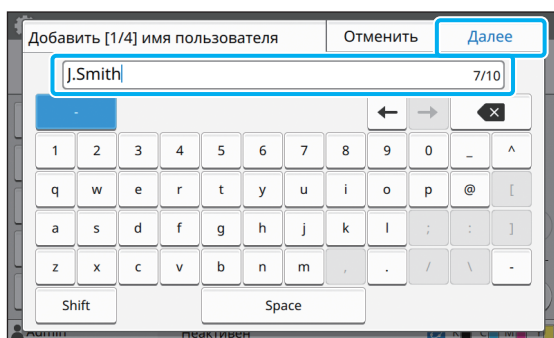 Добавить [1/4] имя пользователя Отменить Далее
J.Smith 7/10
-
1 2 3 4 5 6 7 8 9 0 _ ^
q w e r t y u i o p @ [
a s d f g h j k l ; : ]
z x c v b n m , . / \ -
Shift Space
Admin Неактивен K C M Y